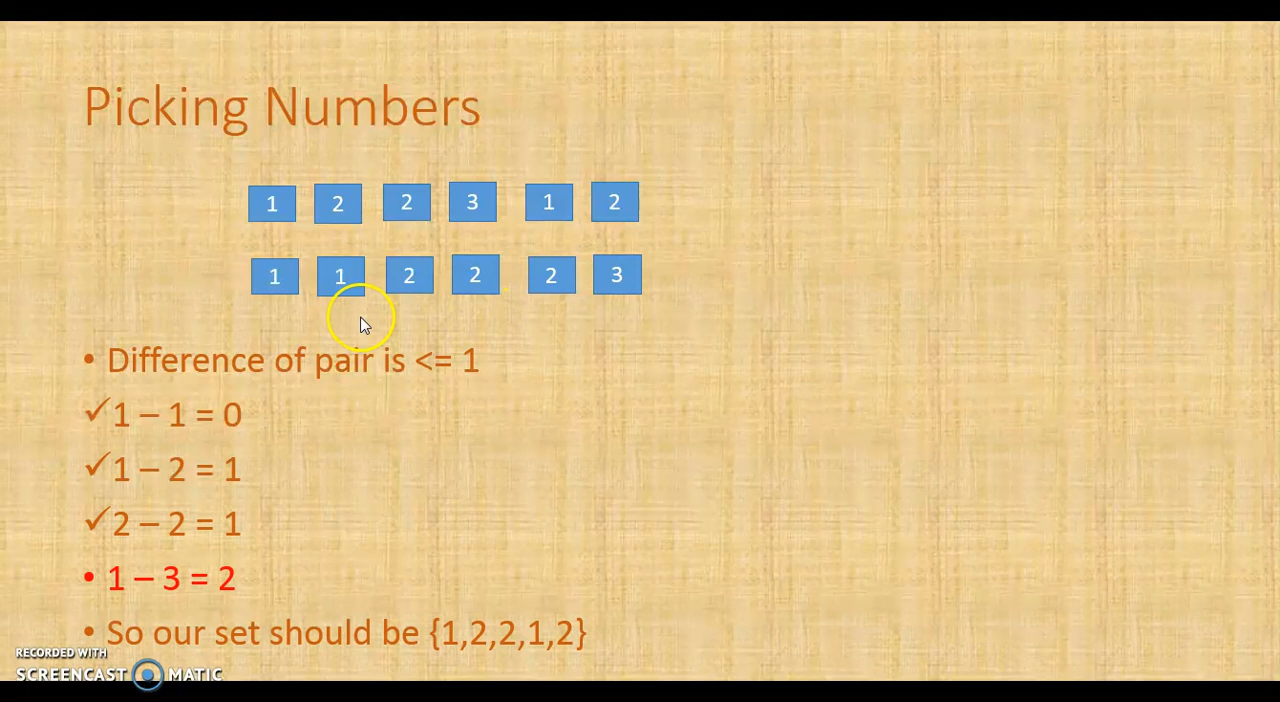 Picking Numbers
1 2 2 3 1 2
1 1 2 2 2 3
• Difference of pair is <= 1
✓1 – 1 = 0
✓1 – 2 = 1
✓2 – 2 = 1
• 1 – 3 = 2
• So our set should be {1,2,2,1,2}
RECORDED WITH
SCREENCAST MATIC